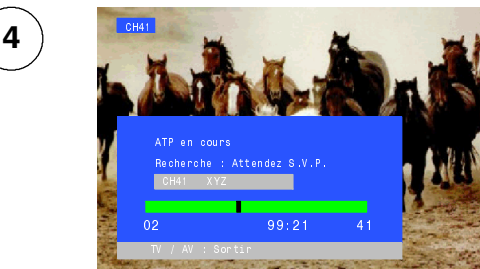 4
CH41
ATP en cours
Recherche : Attendez S.V.P.
CH41 XYZ
02 99:21 41
TV / AV : Sortir